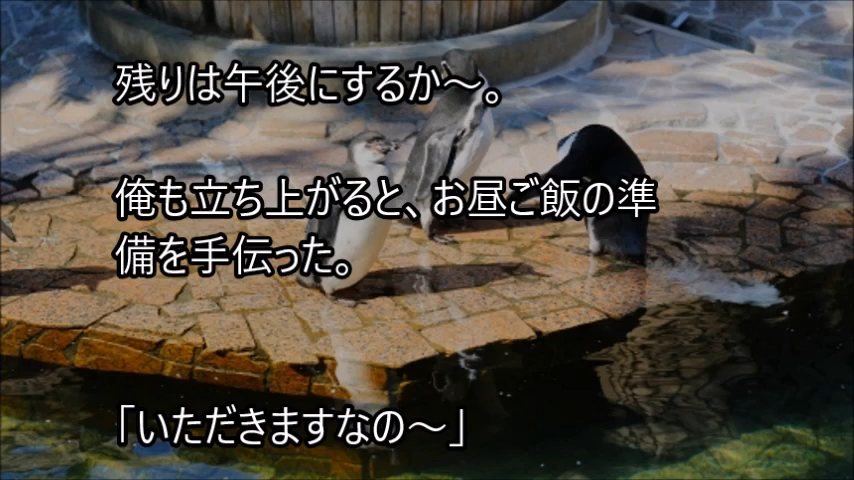 残りは午後にするか～。
俺も立ち上がると、お昼ご飯の準
備を手伝った。
「いただきますなの～」